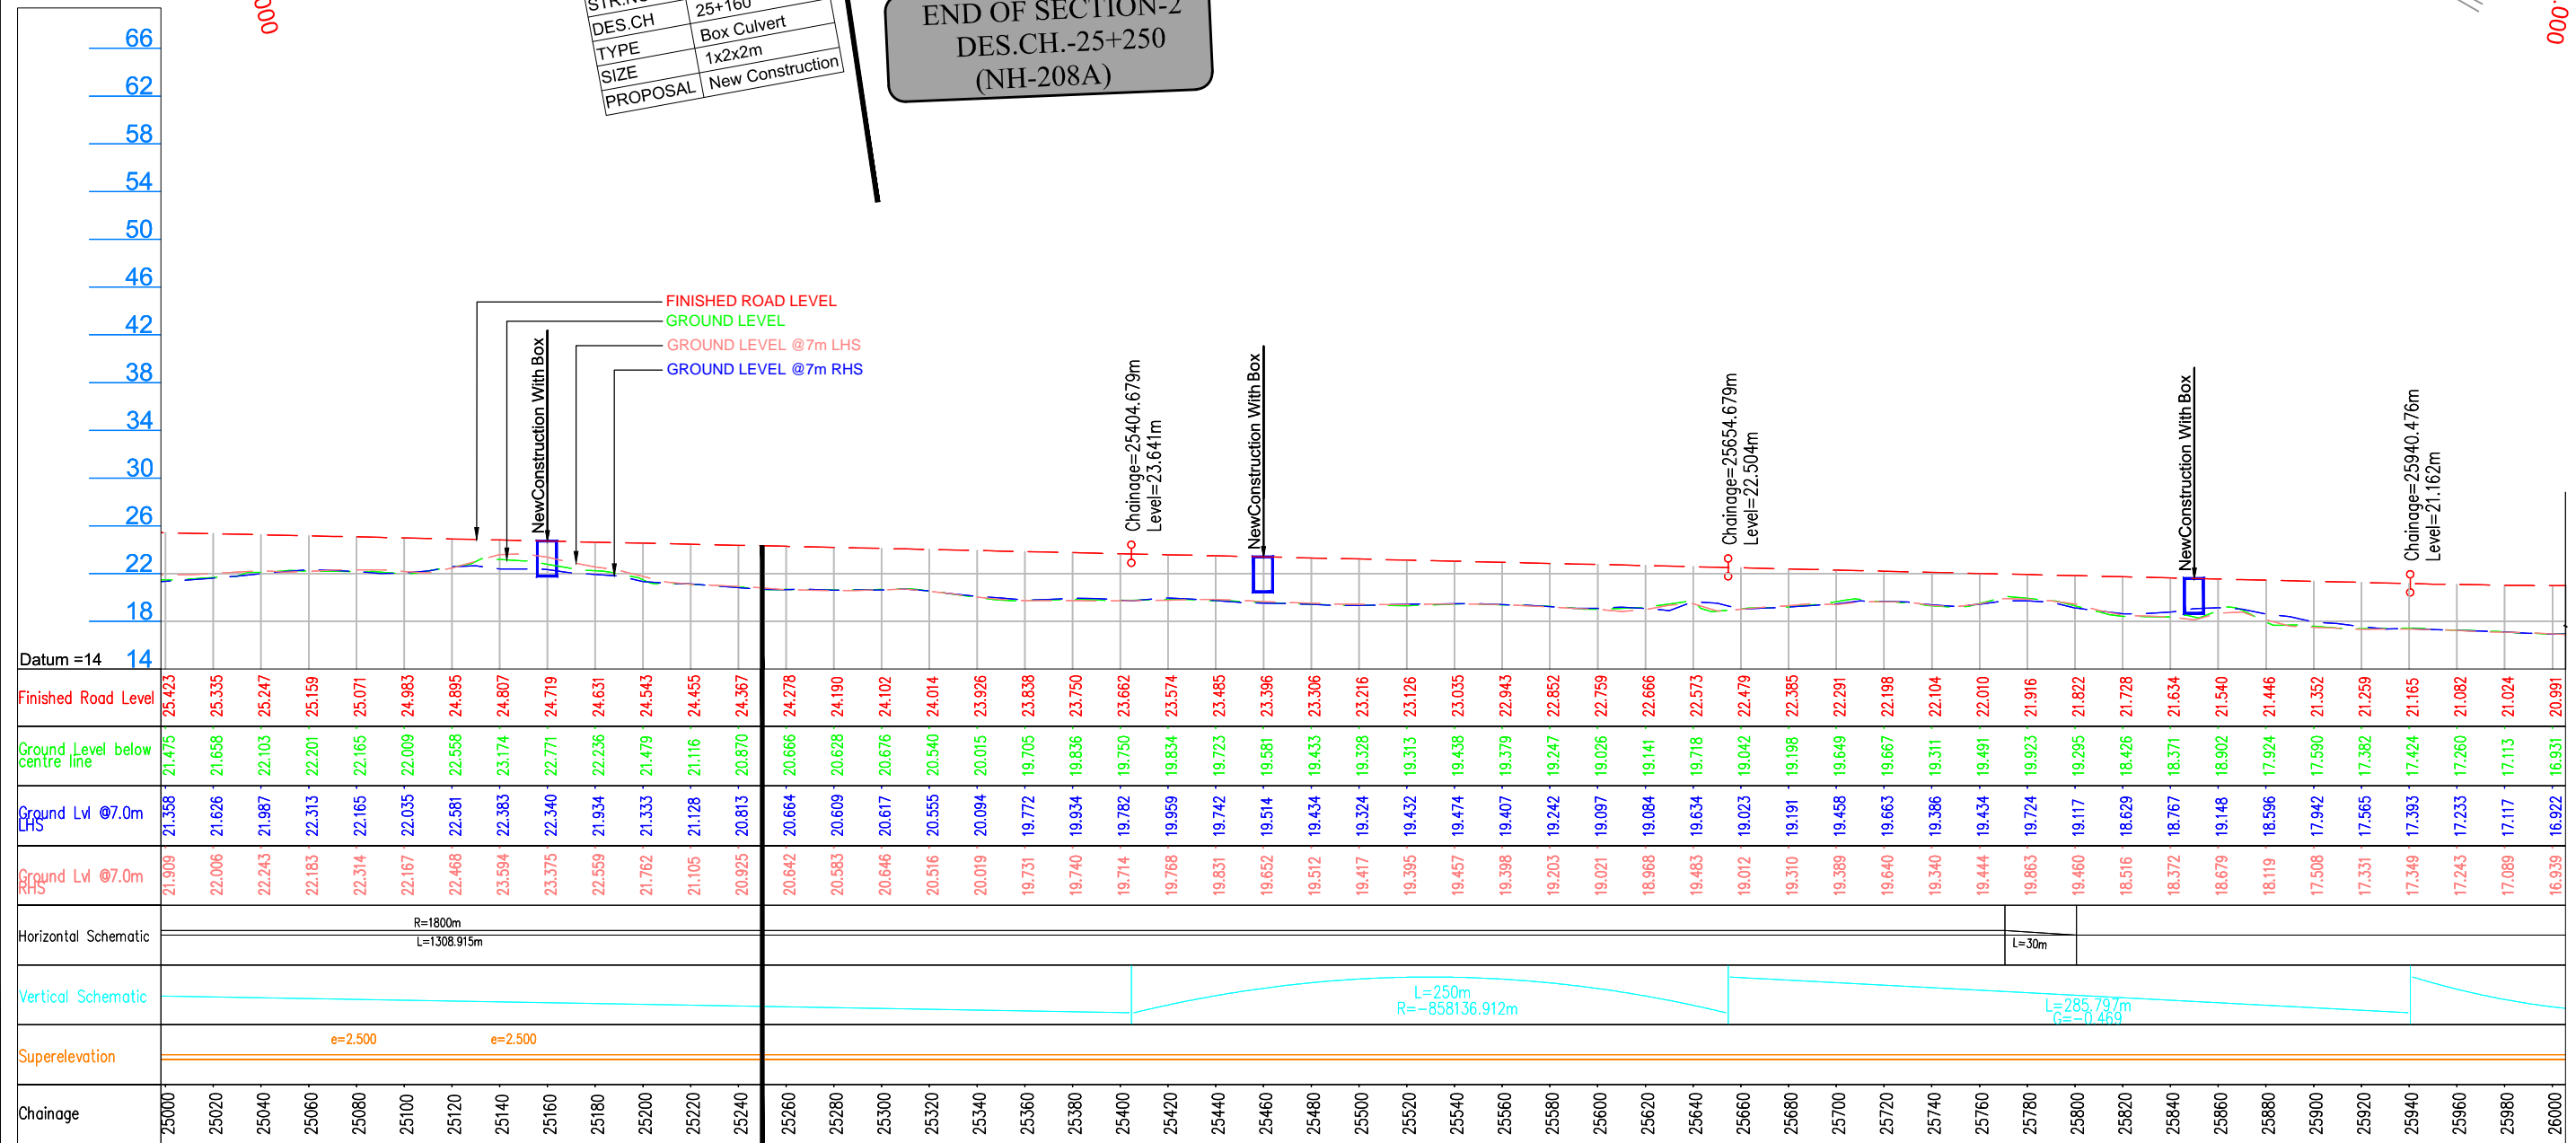 000
.000
STR.NO
DES.CH 25+160
TYPE Box Culvert
SIZE 1x2x2m
PROPOSAL New Construction
END OF SECTION-2
DES.CH.-25+250
(NH-208A)
66
62
58
54
50
46
42
38
34
30
26
22
18
Datum =14 14
FINISHED ROAD LEVEL
GROUND LEVEL
GROUND LEVEL @7m LHS
GROUND LEVEL @7m RHS
NewConstruction With Box
Chainage=25404.679m
Level=23.641m
NewConstruction With Box
Chainage=25654.679m
Level=22.504m
NewConstruction With Box
Chainage=25940.476m
Level=21.162m
Finished Road Level 25.423 25.335 25.247 25.159 25.071 24.983 24.895 24.807 24.719 24.631 24.543 24.455 24.367 24.278 24.190 24.102 24.014 23.926 23.838 23.750 23.662 23.574 23.485 23.396 23.306 23.216 23.126 23.035 22.943 22.852 22.759 22.666 22.573 22.479 22.385 22.291 22.198 22.104 22.010 21.916 21.822 21.728 21.634 21.540 21.446 21.352 21.259 21.165 21.082 21.024 20.991
Ground Level below
centre line 21.475 21.658 22.103 22.201 22.165 22.009 22.558 23.174 22.771 22.236 21.479 21.116 20.870 20.666 20.628 20.676 20.540 20.015 19.705 19.836 19.750 19.834 19.723 19.581 19.433 19.328 19.313 19.438 19.379 19.247 19.026 19.141 19.718 19.042 19.198 19.649 19.667 19.311 19.491 19.923 19.295 18.426 18.371 18.902 17.924 17.590 17.382 17.424 17.260 17.113 16.931
Ground Lvl @7.0m
LHS 21.358 21.626 21.987 22.313 22.165 22.035 22.581 22.383 22.340 21.934 21.333 21.128 20.813 20.664 20.609 20.617 20.555 20.094 19.772 19.934 19.782 19.959 19.742 19.514 19.434 19.324 19.432 19.474 19.407 19.242 19.097 19.084 19.634 19.023 19.191 19.458 19.663 19.386 19.434 19.724 19.117 18.629 18.767 19.148 18.596 17.942 17.565 17.393 17.233 17.117 16.922
Ground Lvl @7.0m
RHS 21.909 22.006 22.243 22.183 22.314 22.167 22.468 23.594 23.375 22.559 21.762 21.105 20.925 20.642 20.583 20.646 20.516 20.019 19.731 19.740 19.714 19.768 19.831 19.652 19.512 19.417 19.395 19.457 19.398 19.203 19.021 18.968 19.483 19.012 19.310 19.389 19.640 19.340 19.444 19.863 19.460 18.516 18.372 18.679 18.119 17.508 17.331 17.349 17.243 17.089 16.939
R=1800m
Horizontal Schematic
L=1308.915m
L=30m
Vertical Schematic
L=250m
R=-858136.912m
L=285.797m
G=-0.469
e=2.500 e=2.500
Superelevation
Chainage 25000 25020 25040 25060 25080 25100 25120 25140 25160 25180 25200 25220 25240 25260 25280 25300 25320 25340 25360 25380 25400 25420 25440 25460 25480 25500 25520 25540 25560 25580 25600 25620 25640 25660 25680 25700 25720 25740 25760 25780 25800 25820 25840 25860 25880 25900 25920 25940 25960 25980 26000